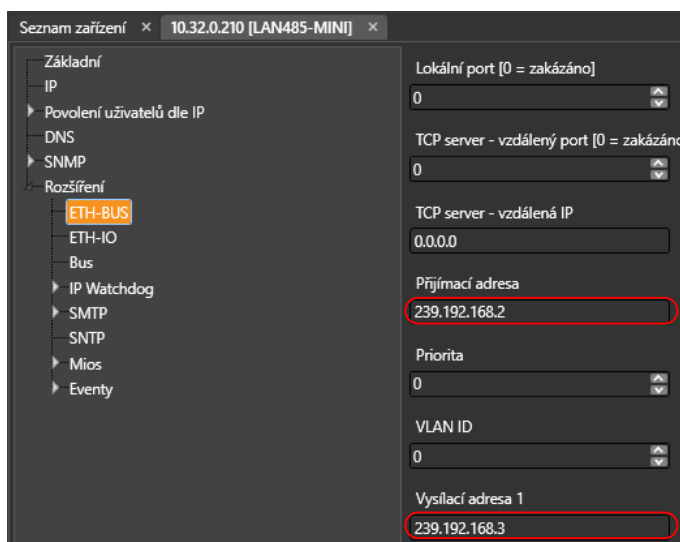 Seznam zařízení × 10.32.0.210 [LAN485-MINI] ×
Základní
IP
Povolení uživatelů dle IP
DNS
SNMP
Rozšíření
ETH-BUS
ETH-IO
Bus
IP Watchdog
SMTP
SNTP
Mios
Eventy
Lokální port [0 = zakázáno]
0
TCP server - vzdálený port [0 = zakázáno
0
TCP server - vzdálená IP
0.0.0.0
Přijímací adresa
239.192.168.2
Priorita
0
VLAN ID
0
Vysílací adresa 1
239.192.168.3